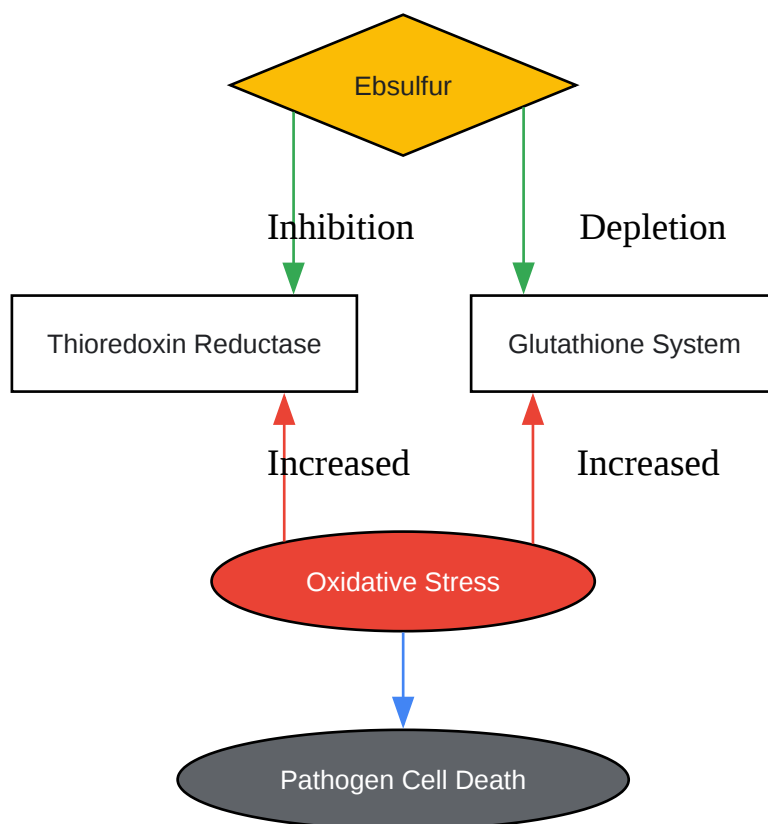 Ebsulfur
Inhibition
Depletion
Thioredoxin Reductase
Glutathione System
Increased
Increased
Oxidative Stress
Pathogen Cell Death